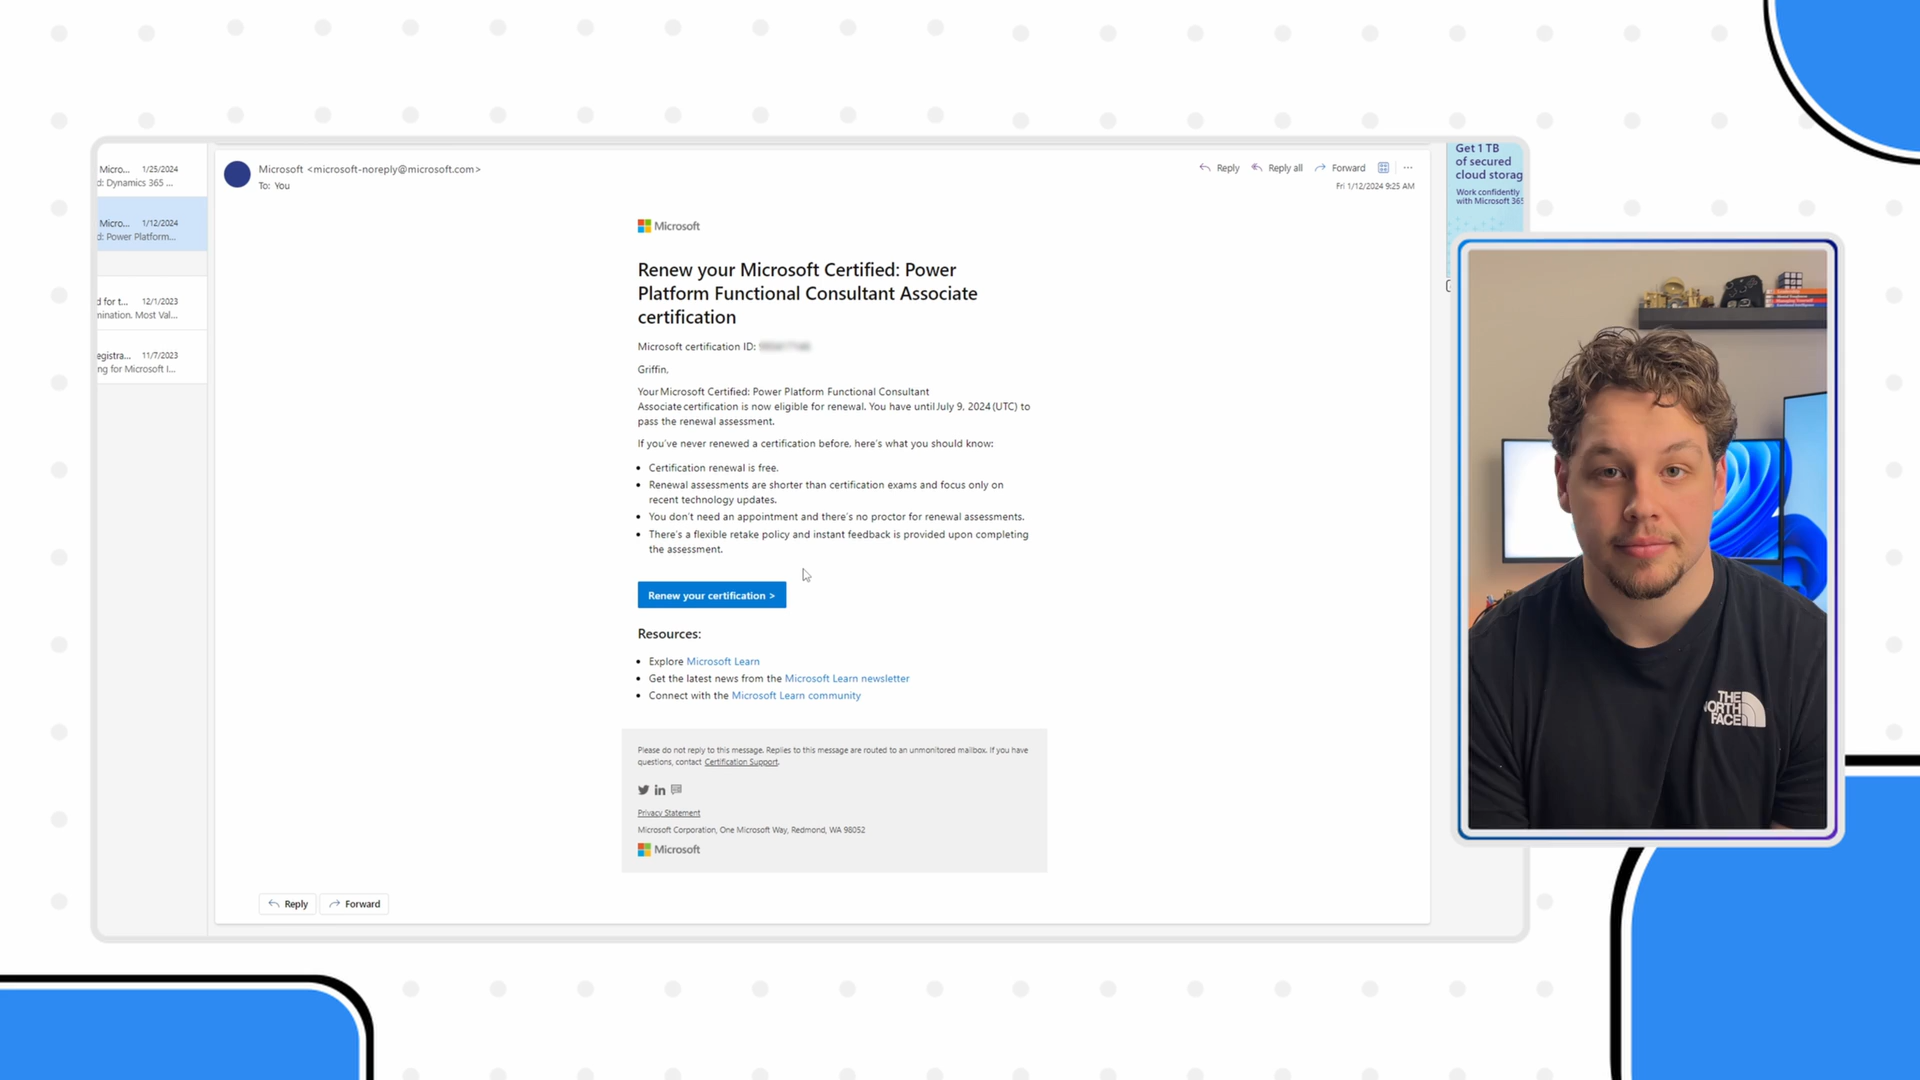 Micro... 1/25/2024
d: Dynamics 365 ...
Micro... 1/12/2024
d: Power Platform...
d for t... 12/1/2023
mination. Most Val...
egistra... 11/7/2023
ng for Microsoft I...
Microsoft <microsoft-noreply@microsoft.com>
To: You
Reply Reply all Forward
Fri 1/12/2024 9:25 AM
Microsoft
Renew your Microsoft Certified: Power
Platform Functional Consultant Associate
certification
Microsoft certification ID:
Griffin,
Your Microsoft Certified: Power Platform Functional Consultant
Associate certification is now eligible for renewal. You have until July 9, 2024 (UTC) to
pass the renewal assessment.
If you've never renewed a certification before, here's what you should know:
Certification renewal is free.
Renewal assessments are shorter than certification exams and focus only on
recent technology updates.
You don't need an appointment and there's no proctor for renewal assessments.
There's a flexible retake policy and instant feedback is provided upon completing
the assessment.
Renew your certification >
Resources:
Explore Microsoft Learn
Get the latest news from the Microsoft Learn newsletter
Connect with the Microsoft Learn community
Please do not reply to this message. Replies to this message are routed to an unmonitored mailbox. If you have
questions, contact Certification Support.
Privacy Statement
Microsoft Corporation, One Microsoft Way, Redmond, WA 98052
Microsoft
Reply Forward
Get 1 TB
of secured
cloud storag
Work confidently
with Microsoft 365
THE
NORTH
FACE